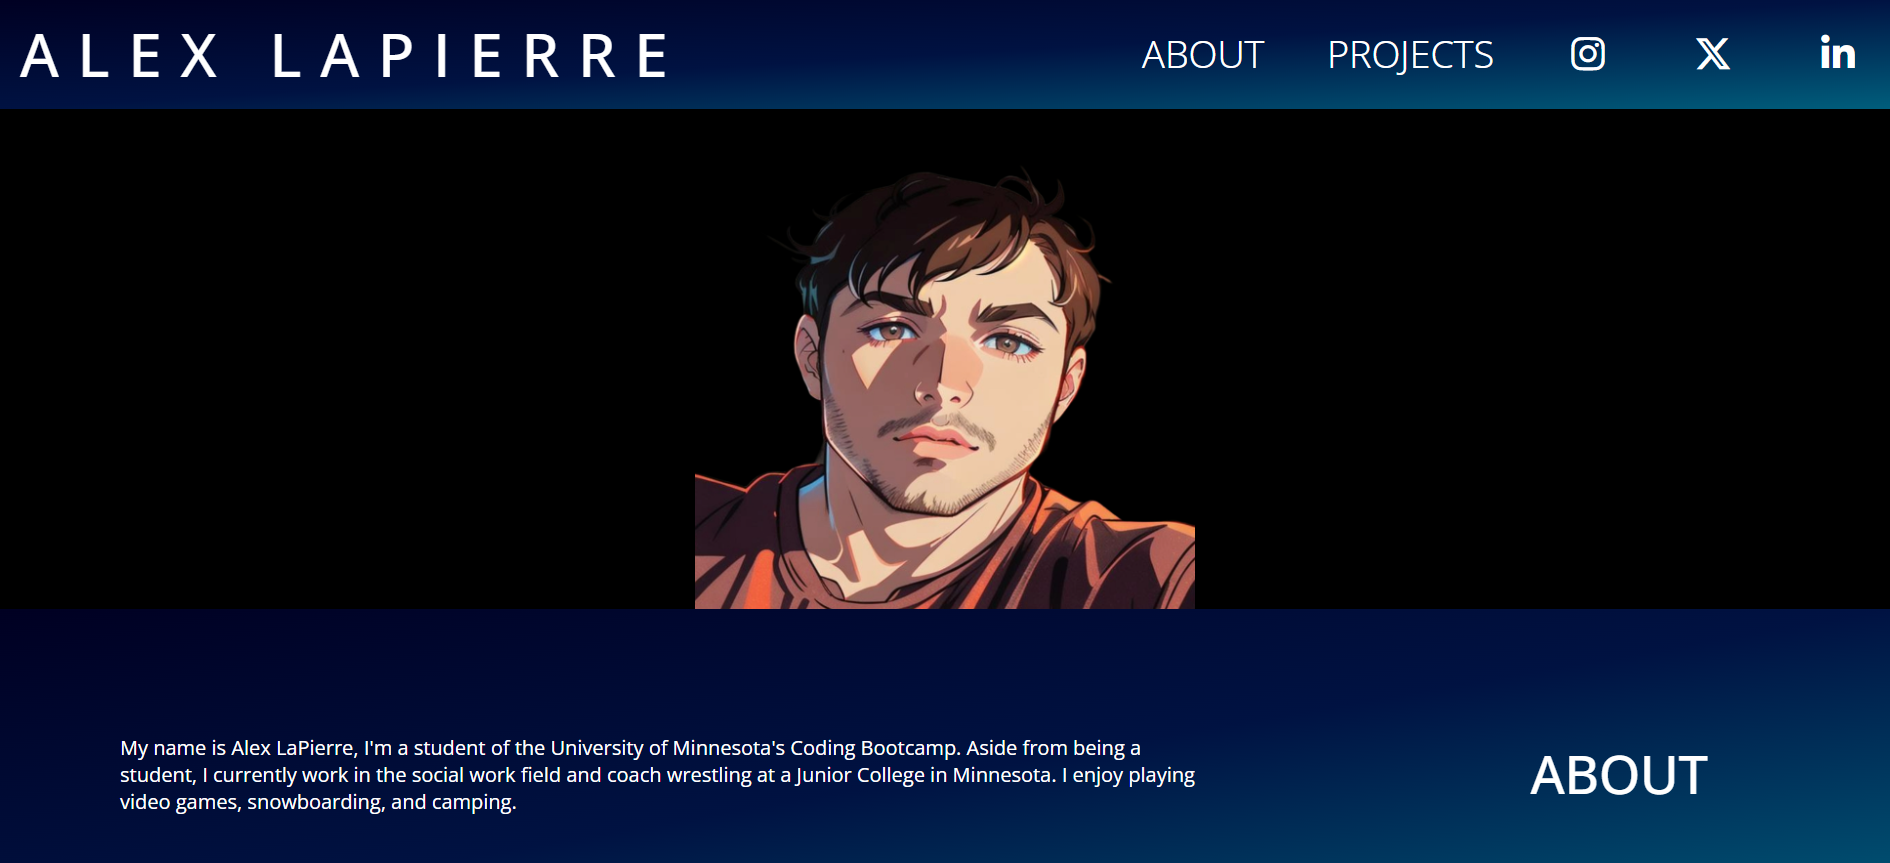 ALEX LAPIERRE
ABOUT
PROJECTS
My name is Alex LaPierre, I'm a student of the University of Minnesota's Coding Bootcamp. Aside from being a
student, I currently work in the social work field and coach wrestling at a Junior College in Minnesota. I enjoy playing
video games, snowboarding, and camping.
ABOUT